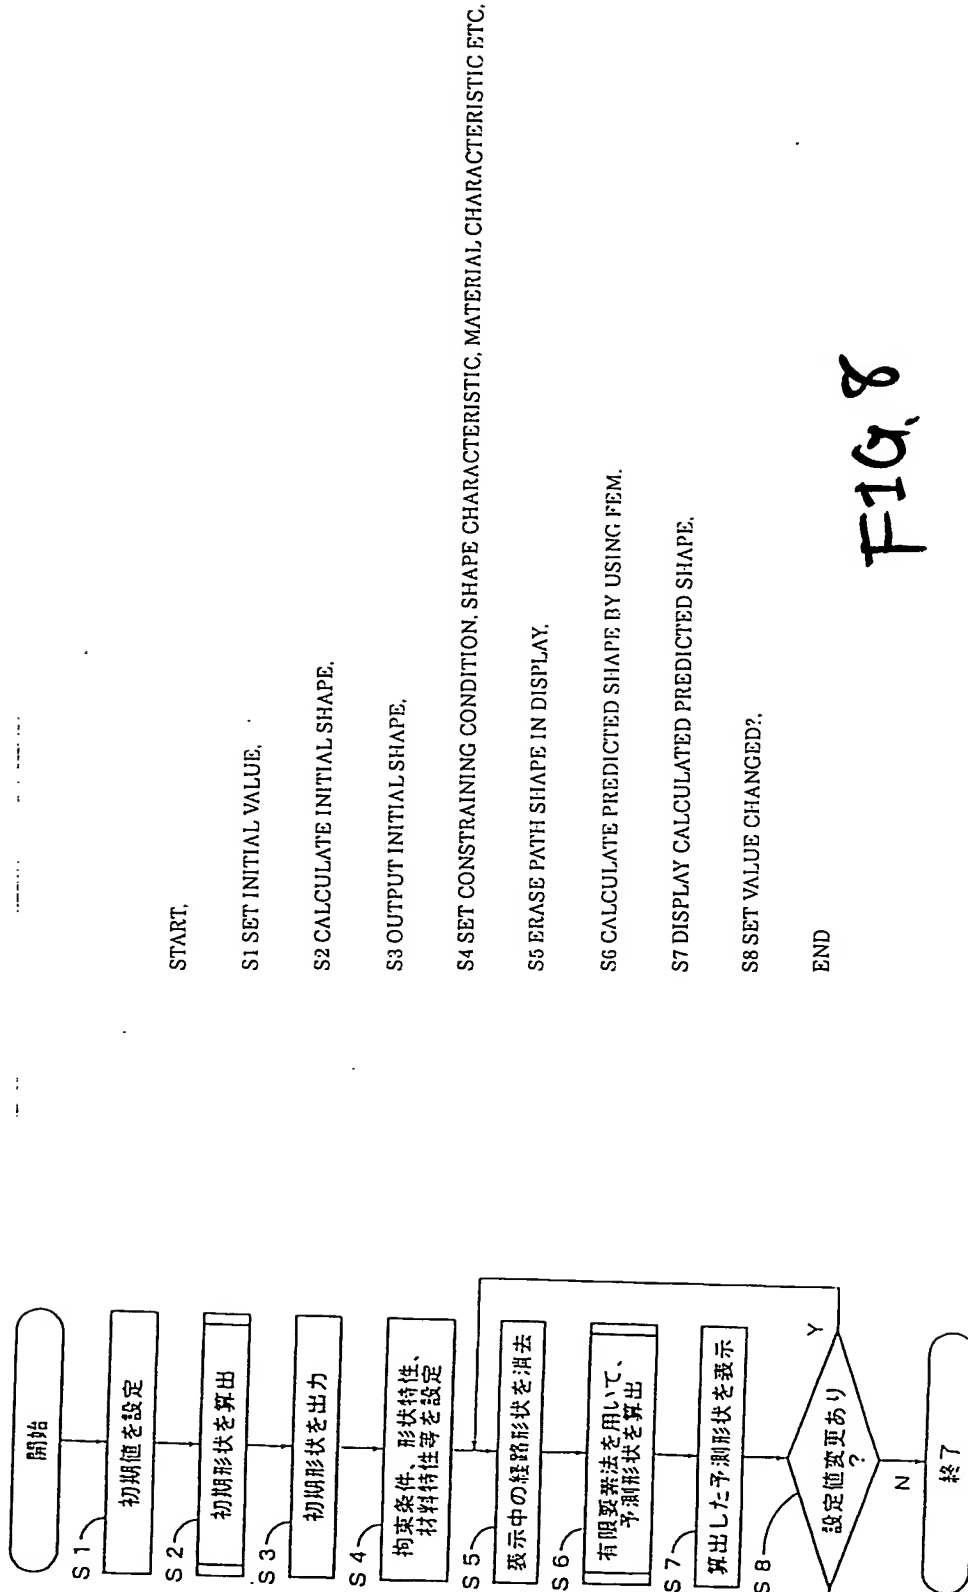 開始
S1
初期値を設定
S2
初期形状を算出
S3
初期形状を出力
S4
拘束条件、形状特性、
材料特性等を設定
S5
表示中の経路形状を消去
S6
有限要素法を用いて、
予測形状を算出
S7
算出した予測形状を表示
S8
設定値変更あり
?
Y
N
終了
START,
S1 SET INITIAL VALUE,
S2 CALCULATE INITIAL SHAPE,
S3 OUTPUT INITIAL SHAPE,
S4 SET CONSTRAINING CONDITION, SHAPE CHARACTERISTIC, MATERIAL CHARACTERISTIC ETC,
S5 ERASE PATH SHAPE IN DISPLAY,
S6 CALCULATE PREDICTED SHAPE BY USING FEM,
S7 DISPLAY CALCULATED PREDICTED SHAPE,
S8 SET VALUE CHANGED?,
END
FIG. 8